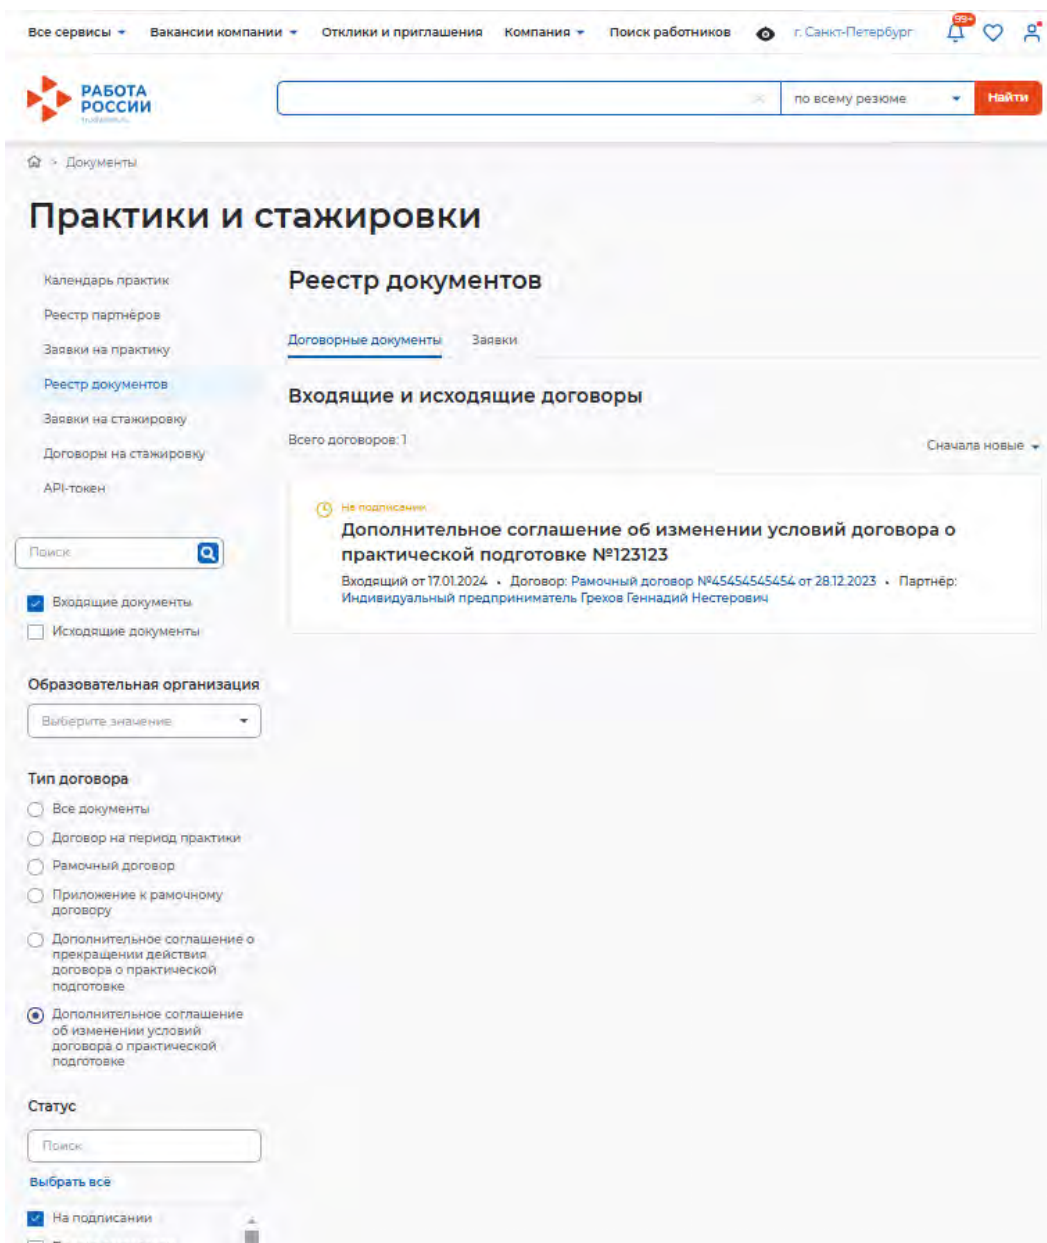 Все сервисы Вакансии компании Отклики и приглашения Компания Поиск работников г. Санкт-Петербург 99+
РАБОТА
РОССИИ
по всему резюме Найти
> Документы
Практики и стажировки
Календарь практик
Реестр партнёров
Заявки на практику
Реестр документов
Заявки на стажировку
Договоры на стажировку
API-токен
Поиск
Входящие документы
Исходящие документы
Образовательная организация
Выберите значение
Тип договора
Все документы
Договор на период практики
Рамочный договор
Приложение к рамочному
договору
Дополнительное соглашение о
прекращении действия
договора о практической
подготовке
Дополнительное соглашение
об изменении условий
договора о практической
подготовке
Статус
Поиск
Выбрать всё
На подписании
Реестр документов
Договорные документы Заявки
Входящие и исходящие договоры
Всего договоров: 1
Сначала новые
На подписании
Дополнительное соглашение об изменении условий договора о
практической подготовке №123123
Входящий от 17.01.2024 • Договор: Рамочный договор №45454545454 от 28.12.2023 • Партнёр:
Индивидуальный предприниматель Грехов Геннадий Нестерович